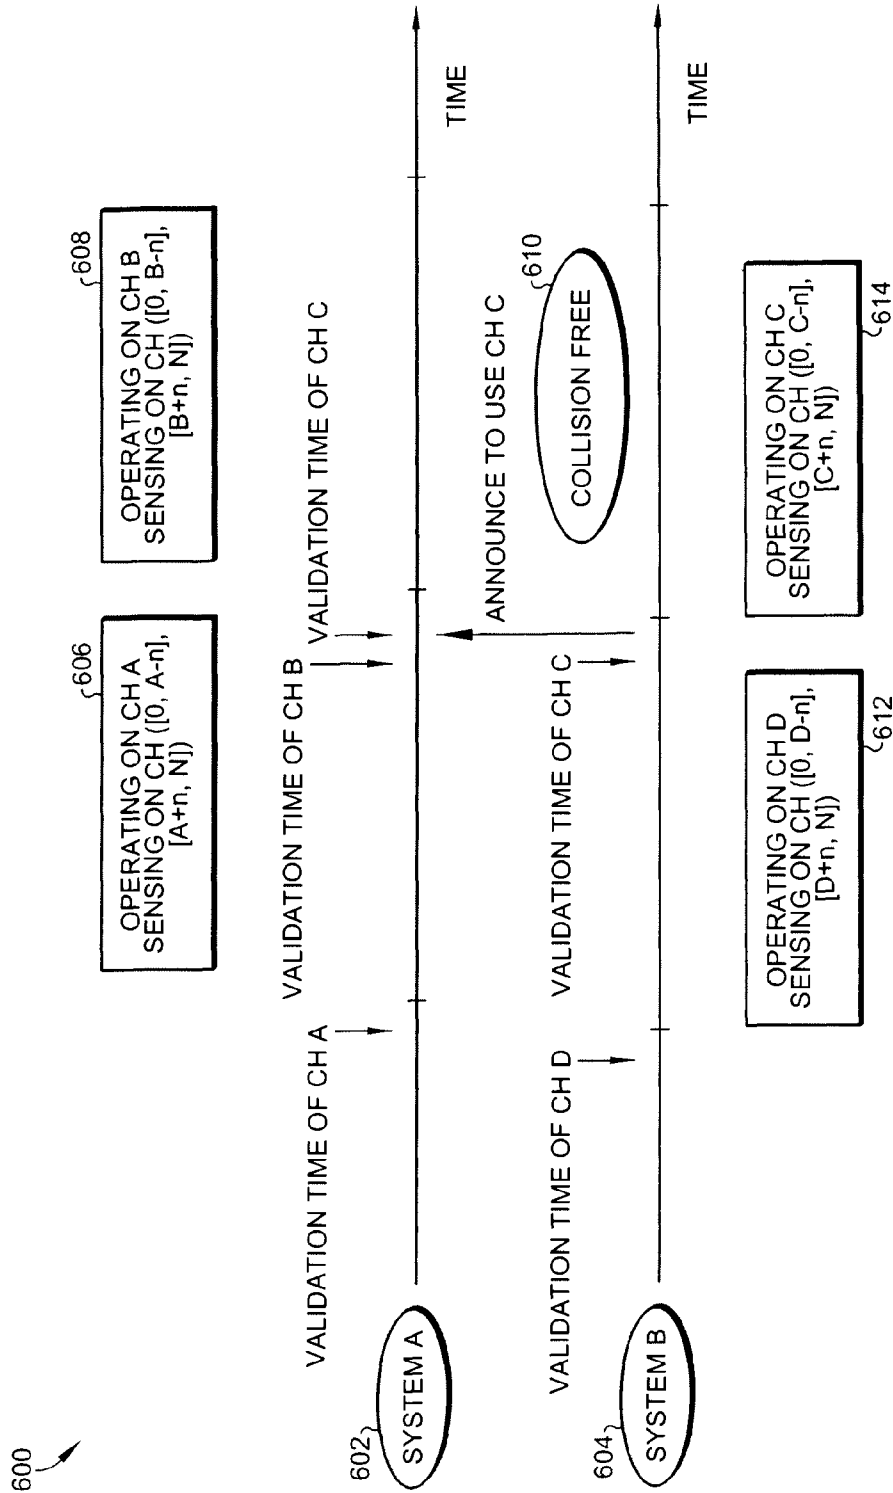 600
606
OPERATING ON CH A
SENSING ON CH ([0, A-n],
[A+n, N])
608
OPERATING ON CH B
SENSING ON CH ([0, B-n],
[B+n, N])
VALIDATION TIME OF CH A
VALIDATION TIME OF CH B
VALIDATION TIME OF CH C
602
SYSTEM A
TIME
ANNOUNCE TO USE CH C
610
COLLISION FREE
VALIDATION TIME OF CH D
VALIDATION TIME OF CH C
604
SYSTEM B
TIME
OPERATING ON CH D
SENSING ON CH ([0, D-n],
[D+n, N])
612
OPERATING ON CH C
SENSING ON CH ([0, C-n],
[C+n, N])
614